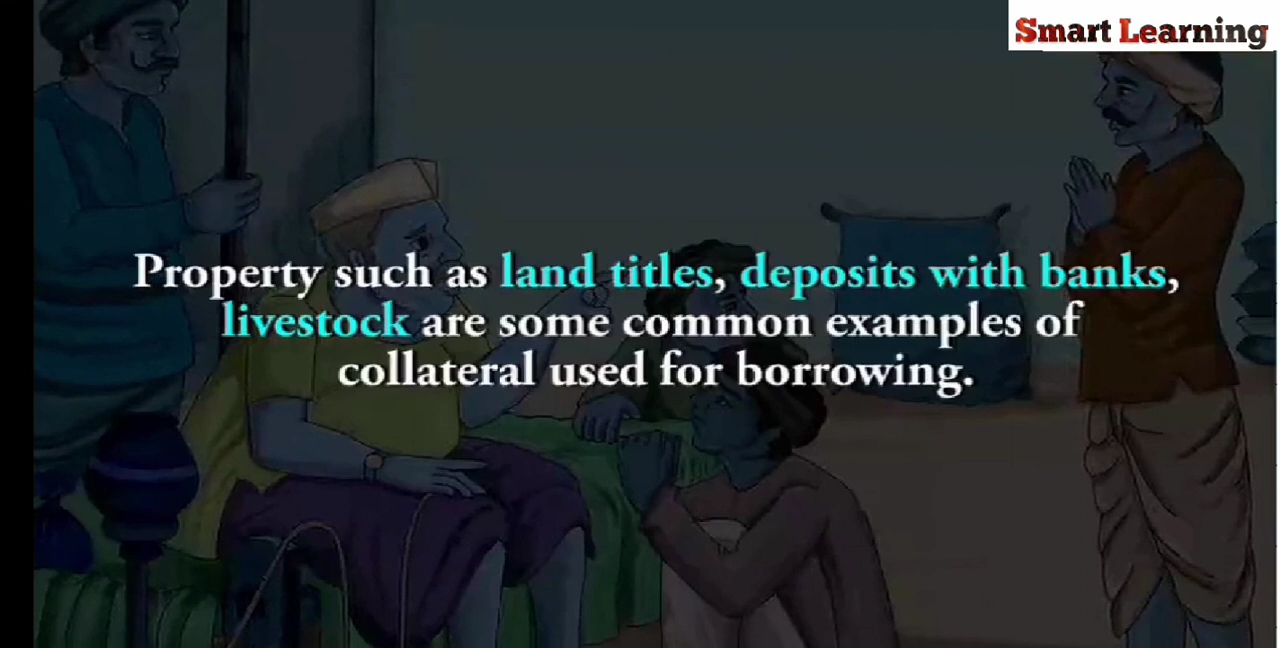 Smart Learning
Property such as land titles, deposits with banks,
livestock are some common examples of
collateral used for borrowing.